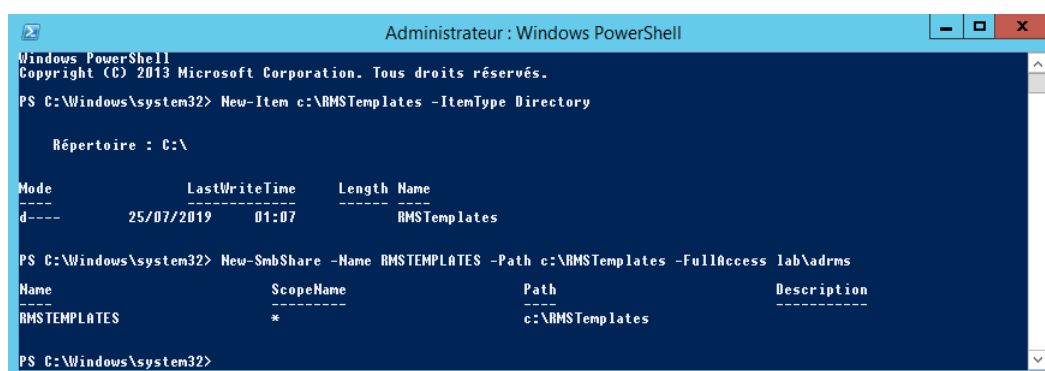 Administrateur : Windows PowerShell
Windows PowerShell
Copyright (C) 2013 Microsoft Corporation. Tous droits réservés.
PS C:\Windows\system32> New-Item c:\RMSTemplates -ItemType Directory
Répertoire : C:\
Mode LastWriteTime Length Name
---- ------------- ------ ----
d---- 25/07/2019 01:07 RMSTemplates
PS C:\Windows\system32> New-SmbShare -Name RMSTEMPLATES -Path c:\RMSTemplates -FullAccess lab\adrms
Name ScopeName Path Description
---- --------- ---- -----------
RMSTEMPLATES * c:\RMSTemplates
PS C:\Windows\system32>